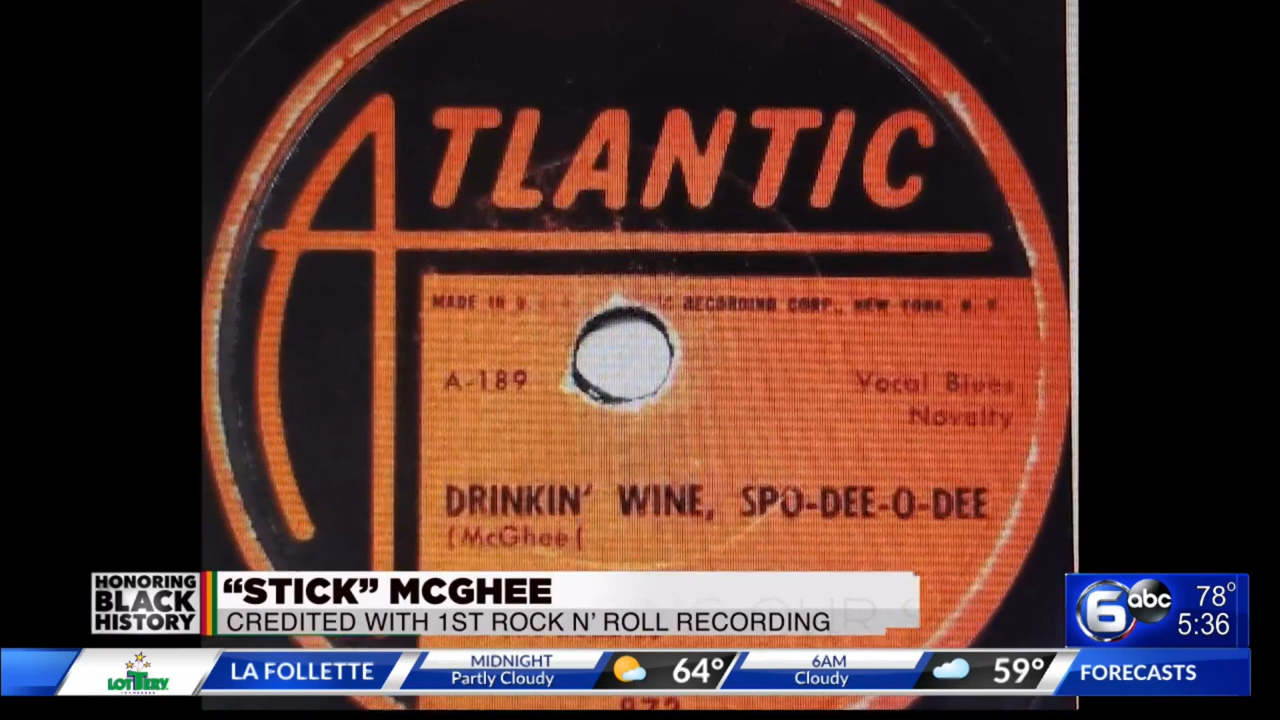 ATLANTIC
MADE IN RECORDING CORP., NEW YORK, N. Y.
A-189
Vocal Blues
Novelty
DRINKIN' WINE, SPO-DEE-O-DEE
(McGhee(
HONORING
BLACK
HISTORY
“STICK” MCGHEE
CREDITED WITH 1ST ROCK N’ ROLL RECORDING
6 abc
78°
5:36
LOTTERY
LA FOLLETTE
MIDNIGHT
Partly Cloudy
64°
6AM
Cloudy
59°
FORECASTS